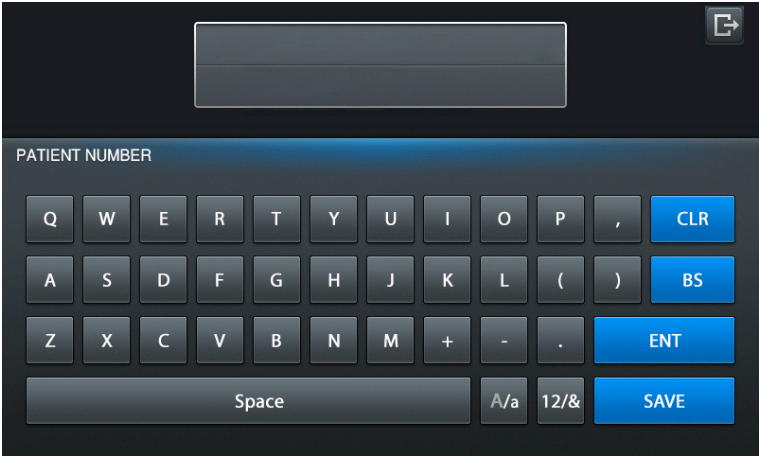 PATIENT NUMBER
Q W E R T Y U I O P , CLR
A S D F G H J K L ( ) BS
Z X C V B N M + - . ENT
Space A/a 12/& SAVE